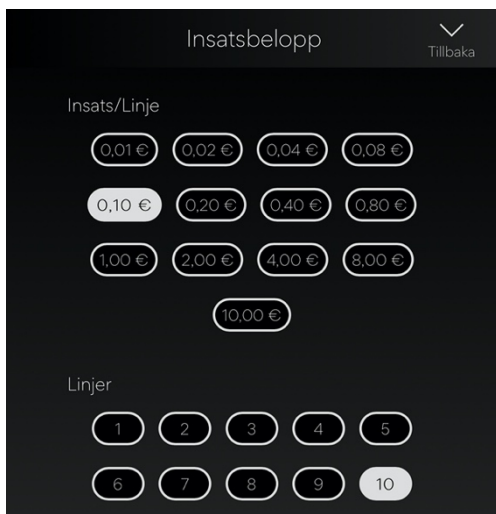 Insatsbelopp
Tillbaka
Insats/Linje
0,01 € 0,02 € 0,04 € 0,08 €
0,10 € 0,20 € 0,40 € 0,80 €
1,00 € 2,00 € 4,00 € 8,00 €
10,00 €
Linjer
1 2 3 4 5
6 7 8 9 10